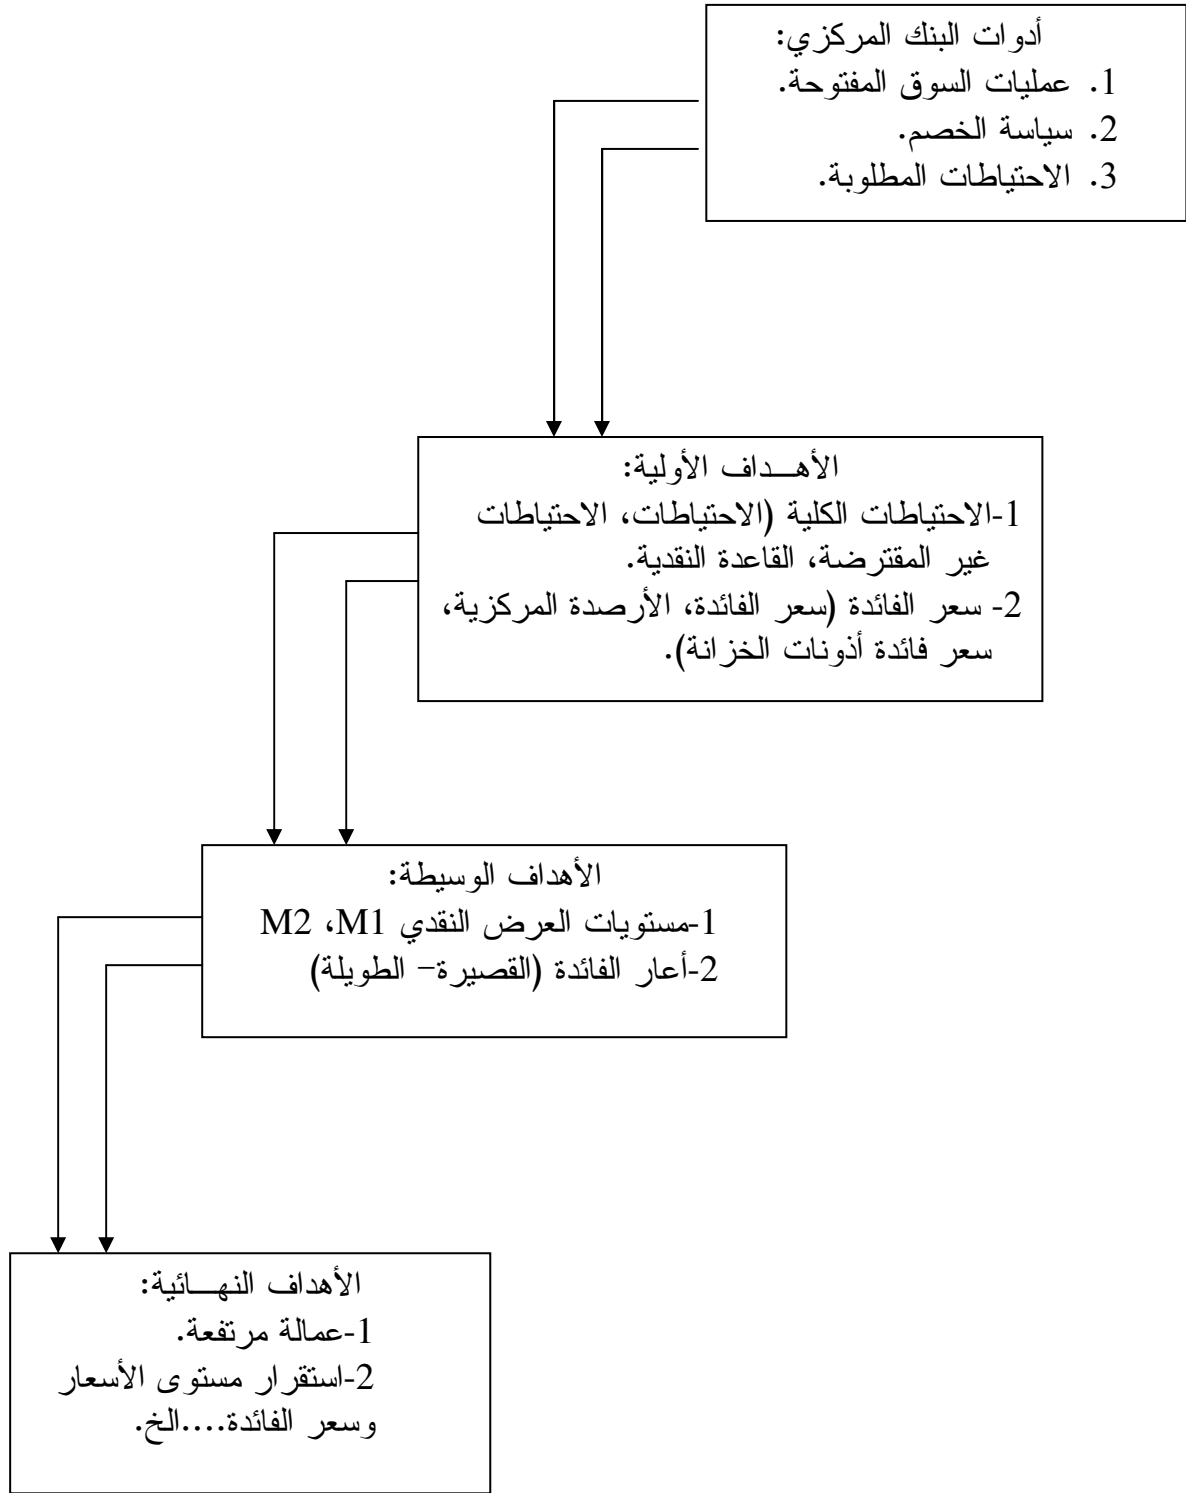 أدوات البنك المركزي:
1. عمليات السوق المفتوحة.
2. سياسة الخصم.
3. الاحتياطات المطلوبة.
الأهـــداف الأولية:
1-الاحتياطات الكلية (الاحتياطات، الاحتياطات
غير المقترضة، القاعدة النقدية.
2- سعر الفائدة (سعر الفائدة، الأرصدة المركزية،
سعر فائدة أذونات الخزانة).
الأهداف الوسيطة:
1-مستويات العرض النقدي M1، M2
2-أعار الفائدة (القصيرة– الطويلة)
الأهداف النهـــائية:
1-عمالة مرتفعة.
2-استقرار مستوى الأسعار
وسعر الفائدة....الخ.